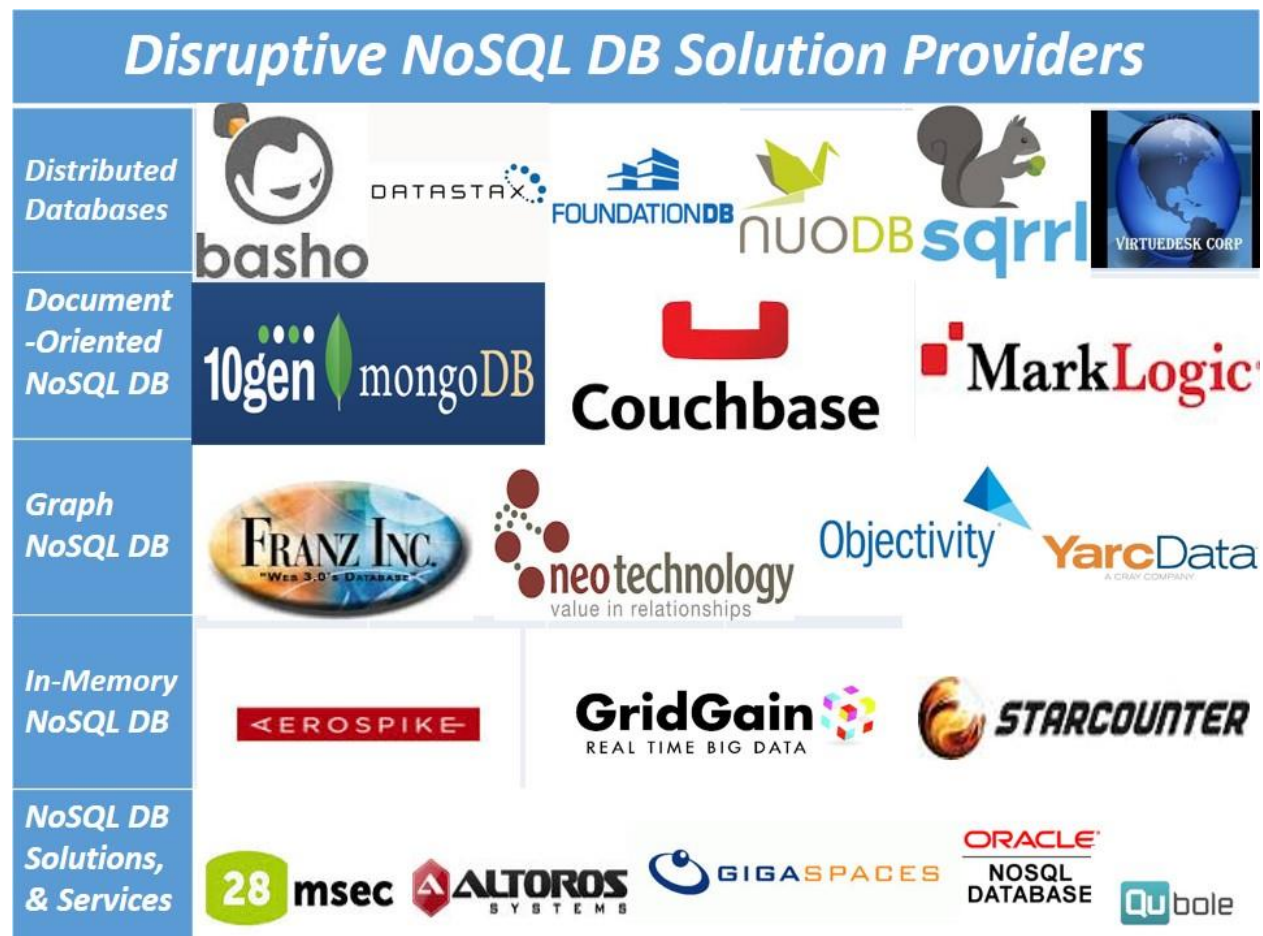 Disruptive NoSQL DB Solution Providers
Distributed
Databases
basho
DATASTAX
FOUNDATIONDB
NUODB
sqrrl
VIRTUEDESK CORP
Document
-Oriented
NoSQL DB
10gen
mongoDB
Couchbase
MarkLogic
Graph
NoSQL DB
FRANZ INC.
"WEB 3.0'S DATABASE"
neotechnology
value in relationships
Objectivity
YarcData
A CRAY COMPANY
In-Memory
NoSQL DB
AEROSPIKE
GridGain
REAL TIME BIG DATA
STARCOUNTER
NoSQL DB
Solutions,
& Services
28 msec
ALTOROS
SYSTEMS
GIGASPACES
ORACLE
NOSQL
DATABASE
Qubole